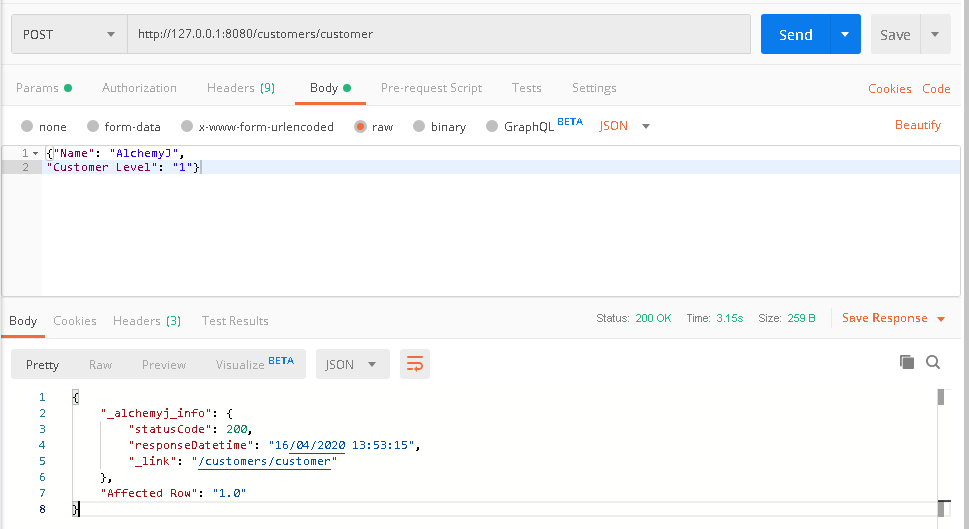 POST http://127.0.0.1:8080/customers/customer Send Save
Params Authorization Headers (9) Body Pre-request Script Tests Settings Cookies Code
none form-data x-www-form-urlencoded raw binary GraphQL BETA JSON Beautify
1 {"Name": "AlchemyJ",
2 "Customer Level": "1"}
Body Cookies Headers (3) Test Results Status: 200 OK Time: 3.15s Size: 259 B Save Response
Pretty Raw Preview Visualize BETA JSON
1 {
2 "_alchemyj_info": {
3 "statusCode": 200,
4 "responseDatetime": "16/04/2020 13:53:15",
5 "_link": "/customers/customer"
6 },
7 "Affected Row": "1.0"
8 }